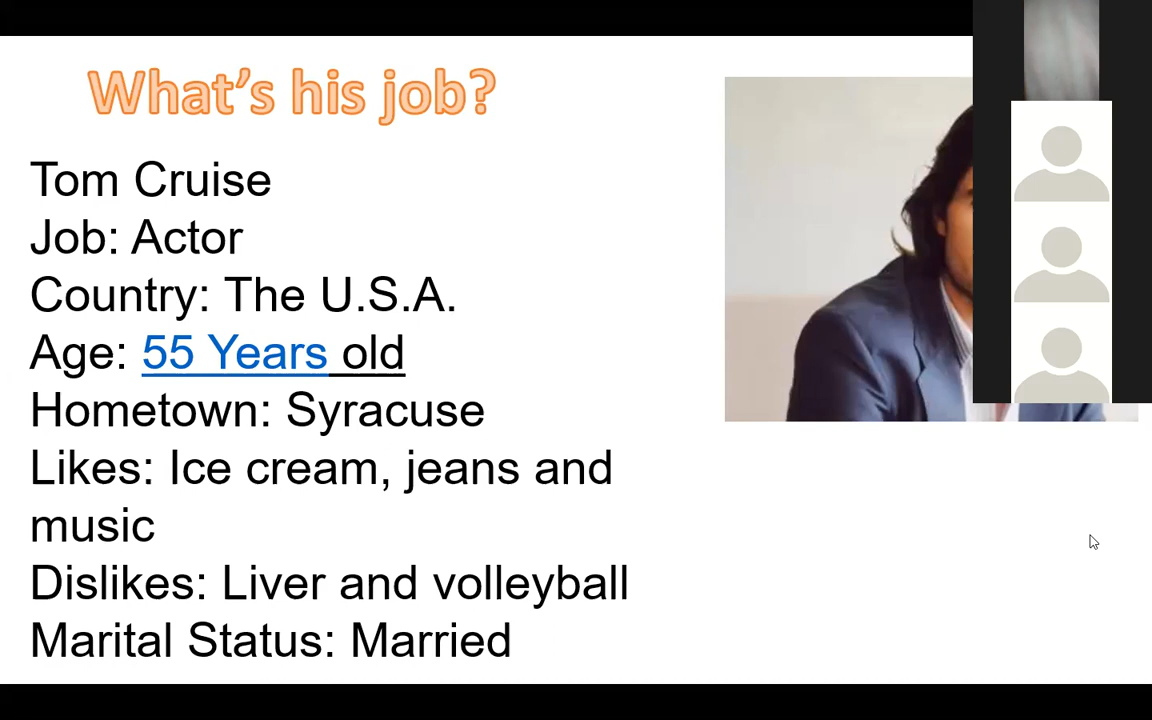 What's his job?
Tom Cruise
Job: Actor
Country: The U.S.A.
Age: 55 Years old
Hometown: Syracuse
Likes: Ice cream, jeans and
music
Dislikes: Liver and volleyball
Marital Status: Married